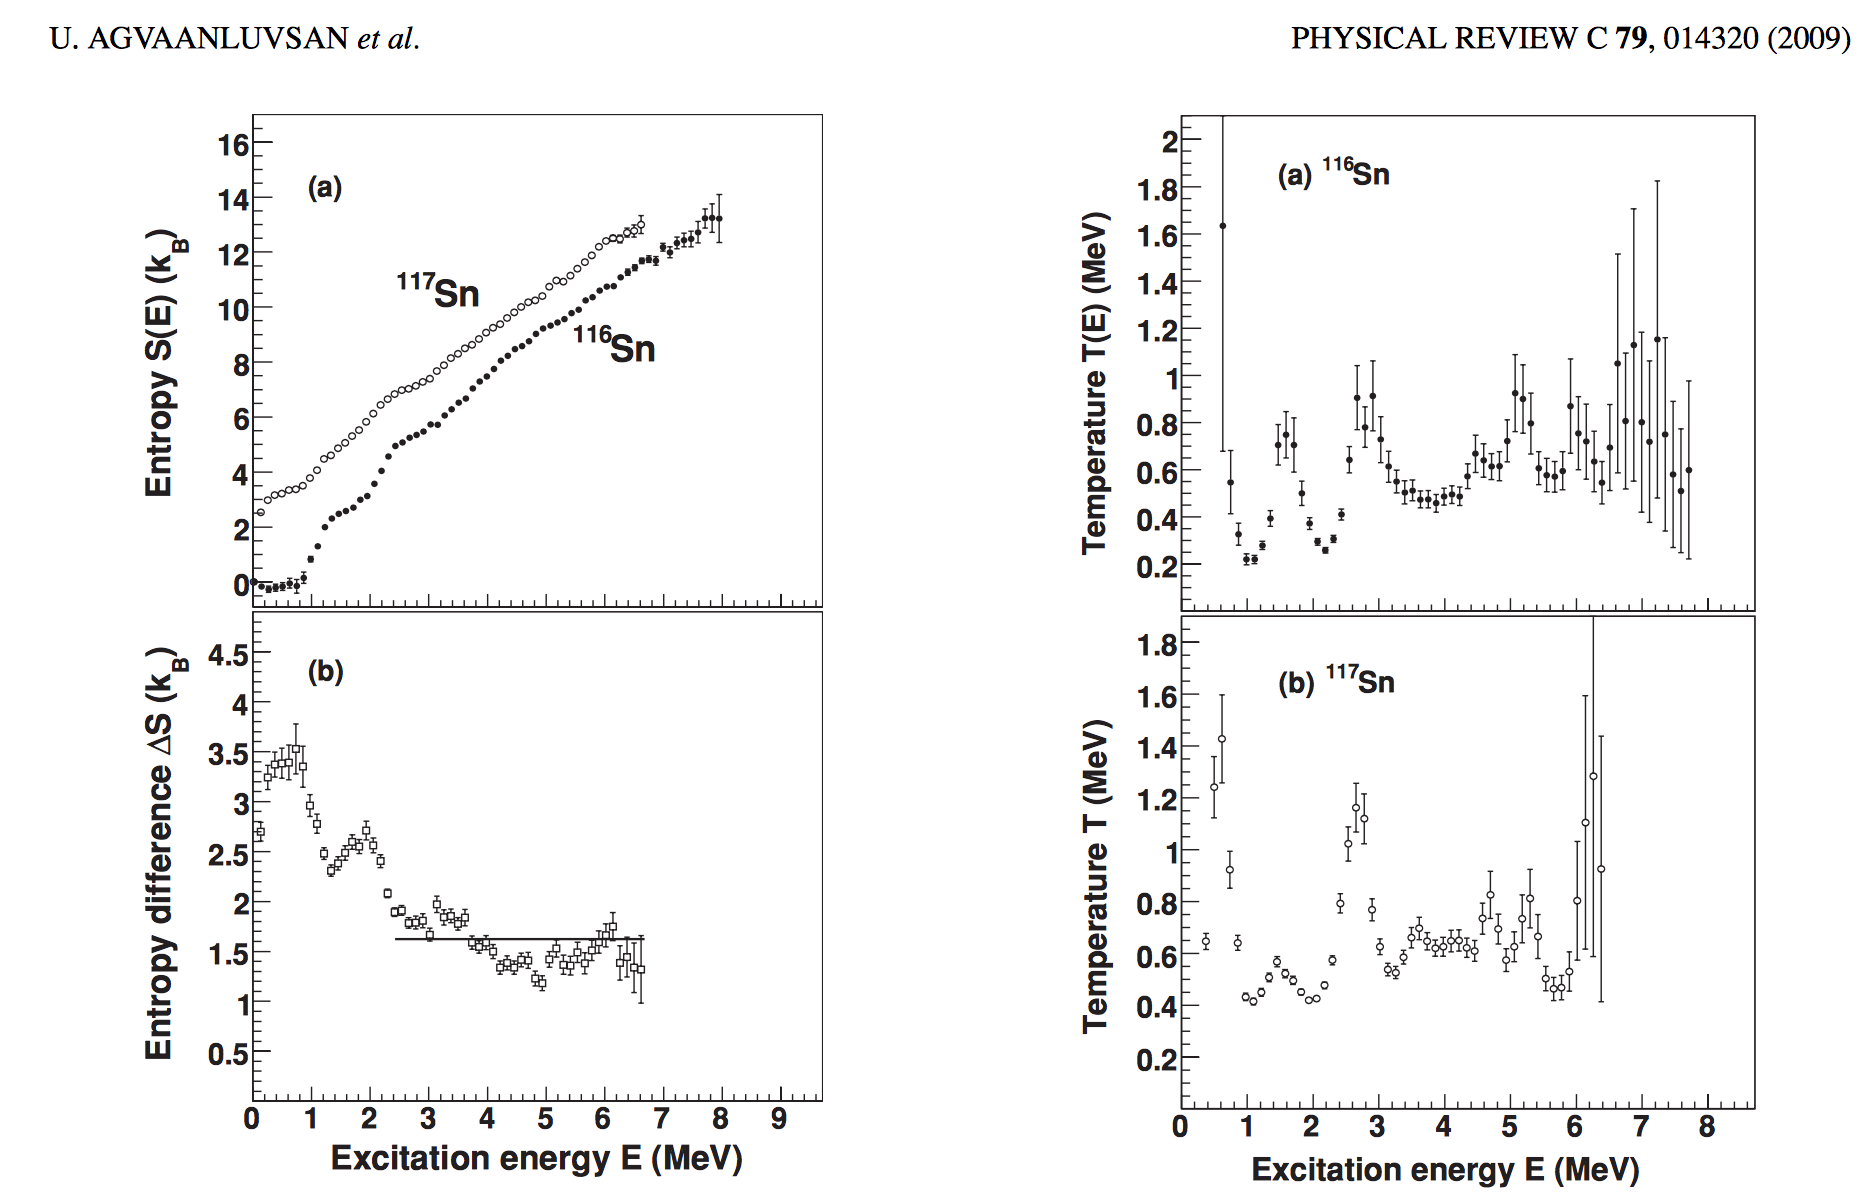 U. AGVAANLUVSAN et al.
PHYSICAL REVIEW C 79, 014320 (2009)
Entropy S(E) (k_B)
16
14
12
10
8
6
4
2
0
(a)
117Sn
116Sn
Entropy difference ΔS (k_B)
4.5
4
3.5
3
2.5
2
1.5
1
0.5
(b)
0 1 2 3 4 5 6 7 8 9
Excitation energy E (MeV)
Temperature T(E) (MeV)
2
1.8
1.6
1.4
1.2
1
0.8
0.6
0.4
0.2
(a) 116Sn
Temperature T (MeV)
1.8
1.6
1.4
1.2
1
0.8
0.6
0.4
0.2
(b) 117Sn
0 1 2 3 4 5 6 7 8
Excitation energy E (MeV)